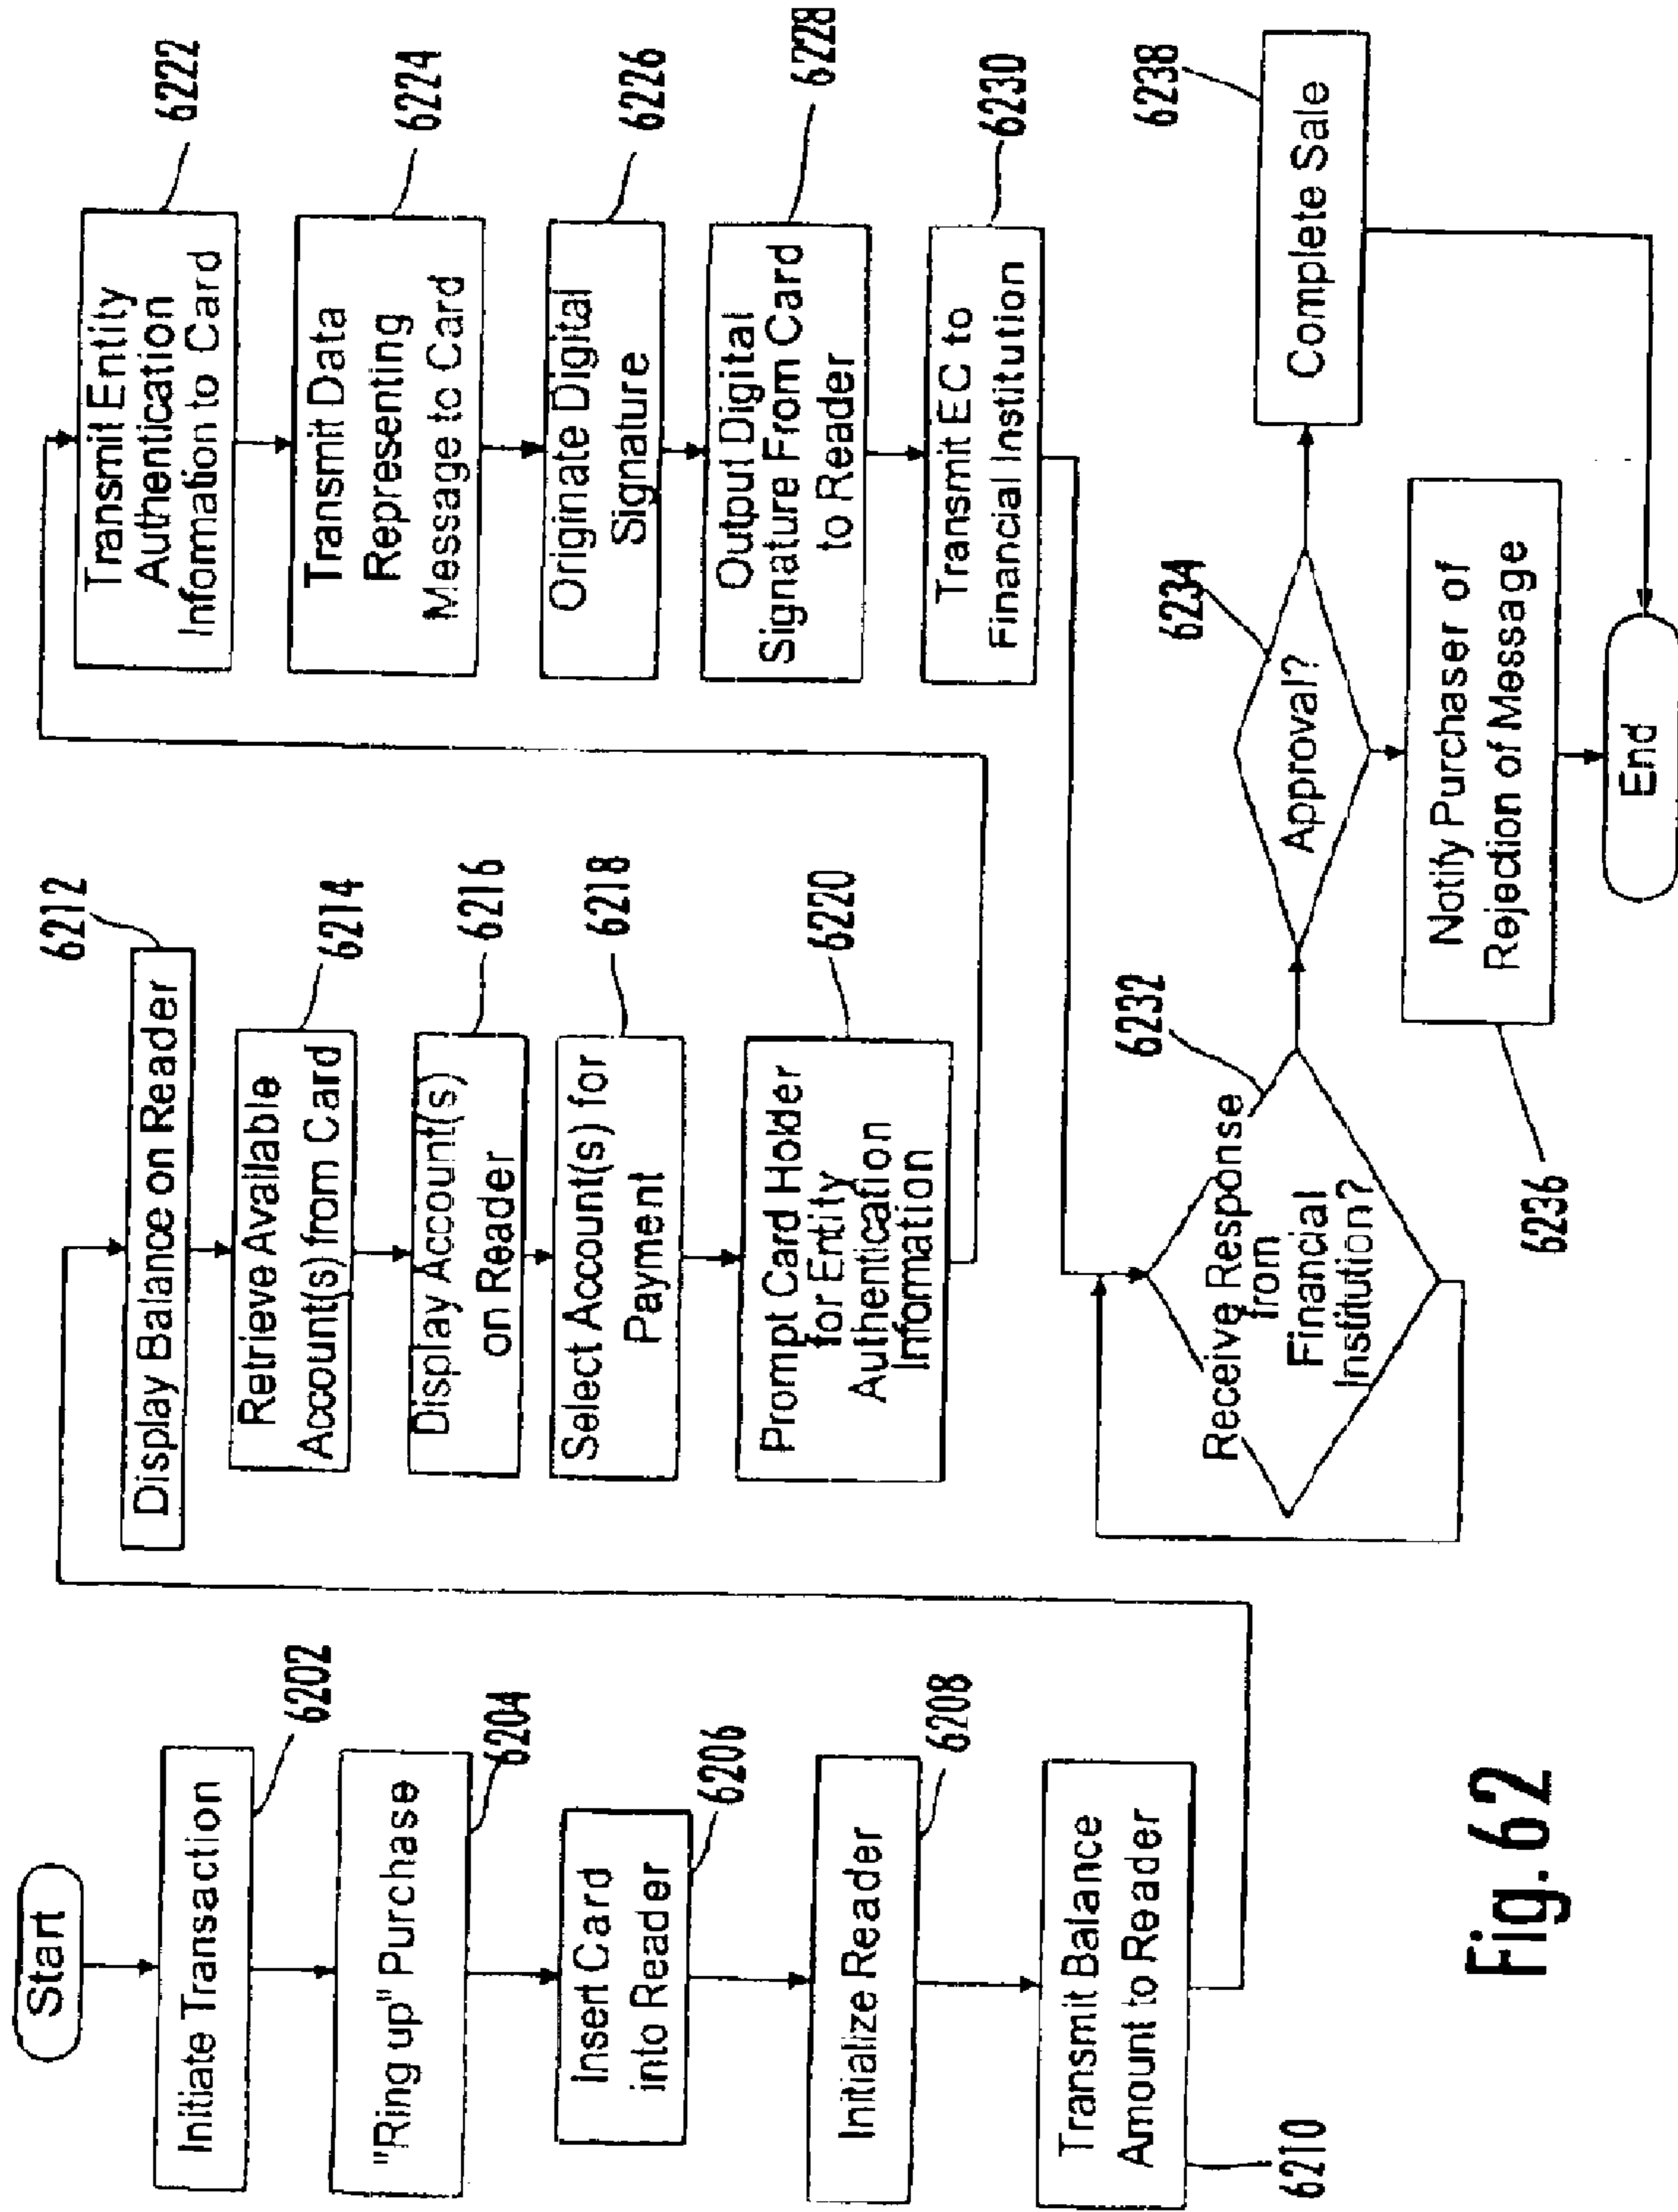 Start
Initiate Transaction
6202
"Ring up" Purchase
6204
Insert Card
into Reader
6206
Initialize Reader
6208
Transmit Balance
Amount to Reader
6210
Display Balance on Reader
6212
Retrieve Available
Account(s) from Card
6214
Display Account(s)
on Reader
6216
Select Account(s) for
Payment
6218
Prompt Card Holder
for Entity
Authentication
Information
6220
Transmit Entity
Authentication
Information to Card
6222
Transmit Data
Representing
Message to Card
6224
Originate Digital
Signature
6226
Output Digital
Signature From Card
to Reader
6228
Transmit EC to
Financial Institution
6230
Receive Response
from
Financial
Institution?
6232
Approval?
6234
Notify Purchaser of
Rejection of Message
6236
Complete Sale
6238
End
Fig. 62